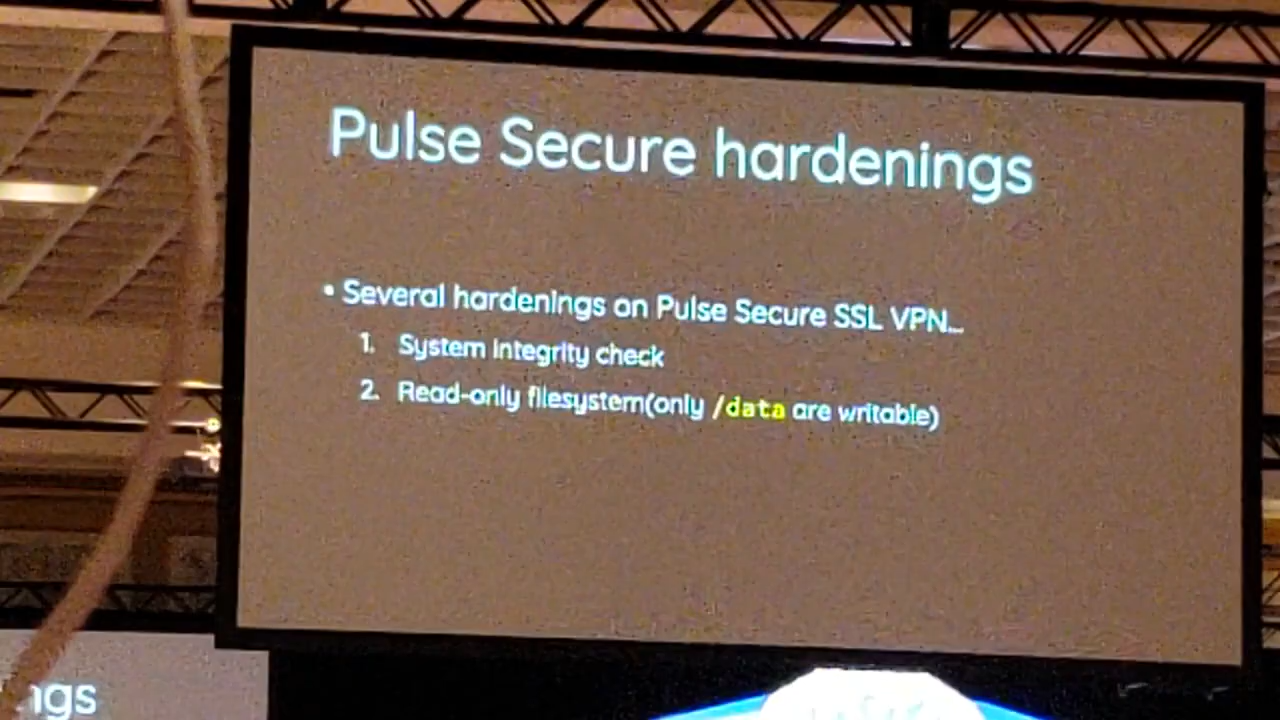 Pulse Secure hardenings
• Several hardenings on Pulse Secure SSL VPN...
1. System integrity check
2. Read-only filesystem(only /data are writable)
ngs